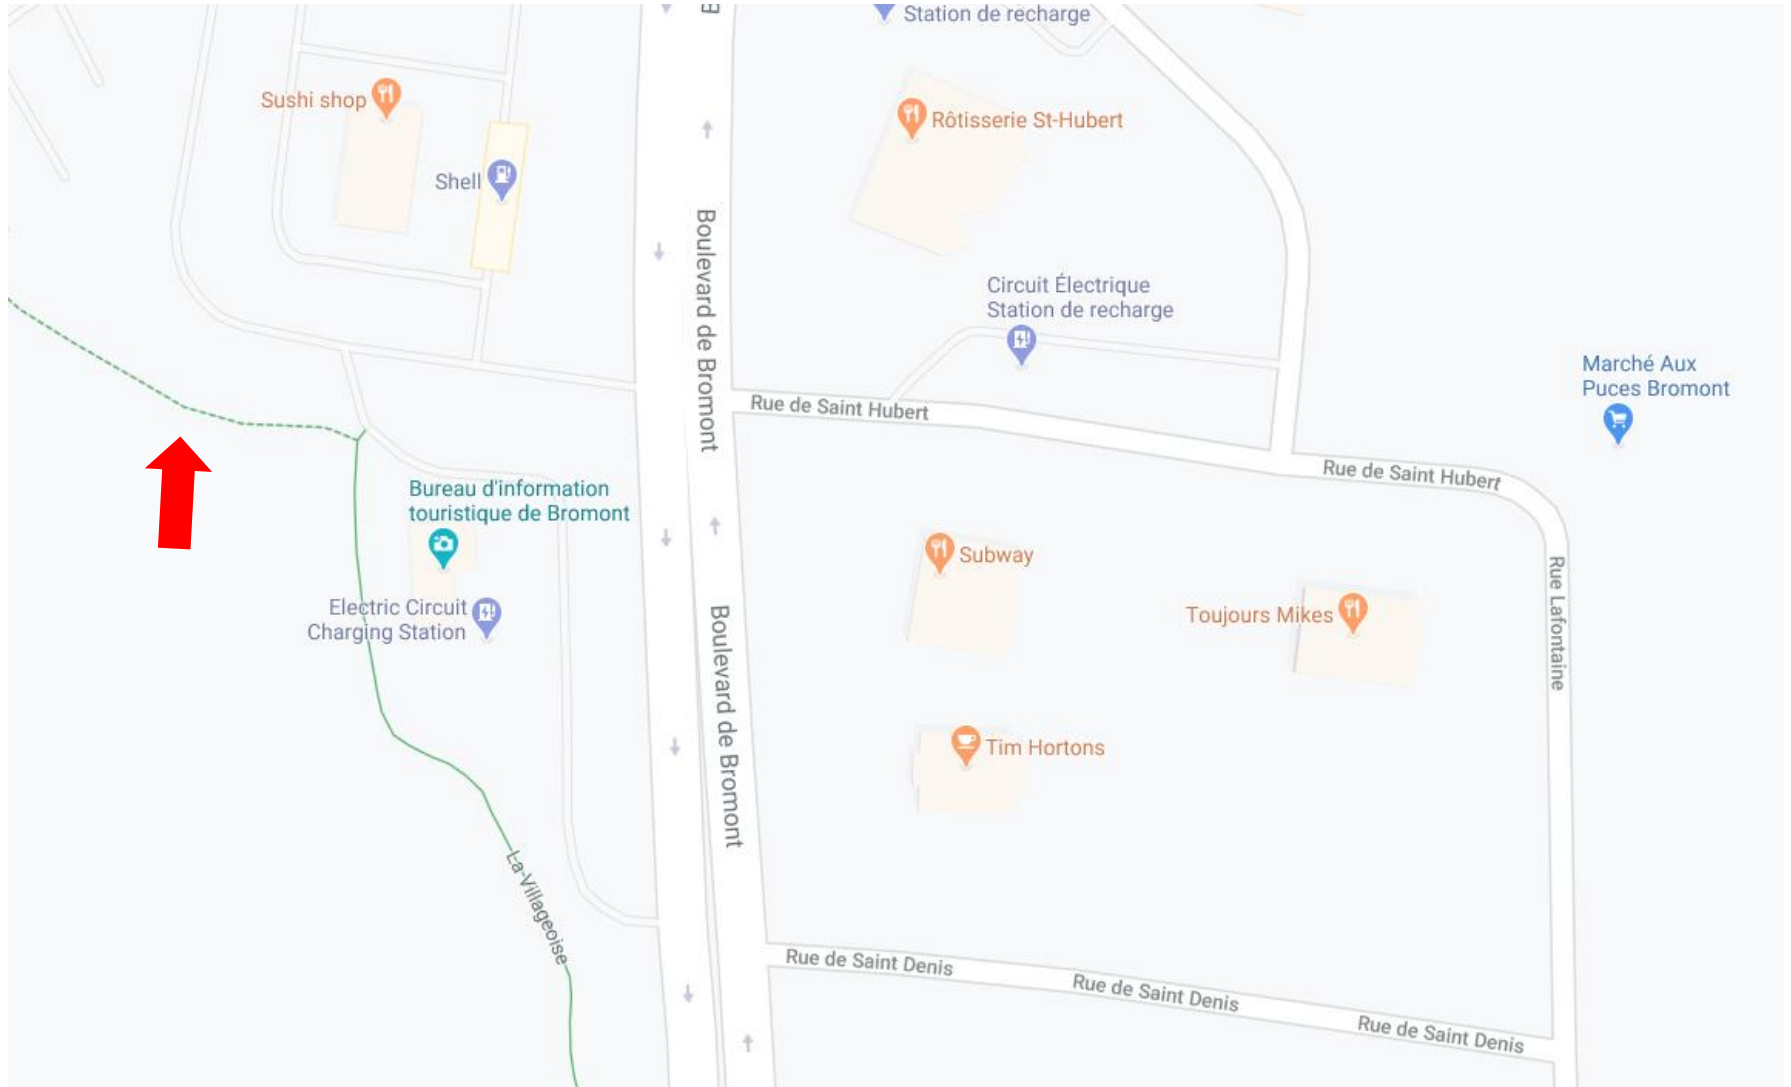 Station de recharge
Sushi shop
Rôtisserie St-Hubert
Shell
Boulevard de Bromont
Circuit Électrique
Station de recharge
Marché Aux
Puces Bromont
Rue de Saint Hubert
Rue de Saint Hubert
Bureau d'information
touristique de Bromont
Subway
Electric Circuit
Charging Station
Toujours Mikes
Rue Lafontaine
Boulevard de Bromont
Tim Hortons
La Villageoise
Rue de Saint Denis
Rue de Saint Denis
Rue de Saint Denis